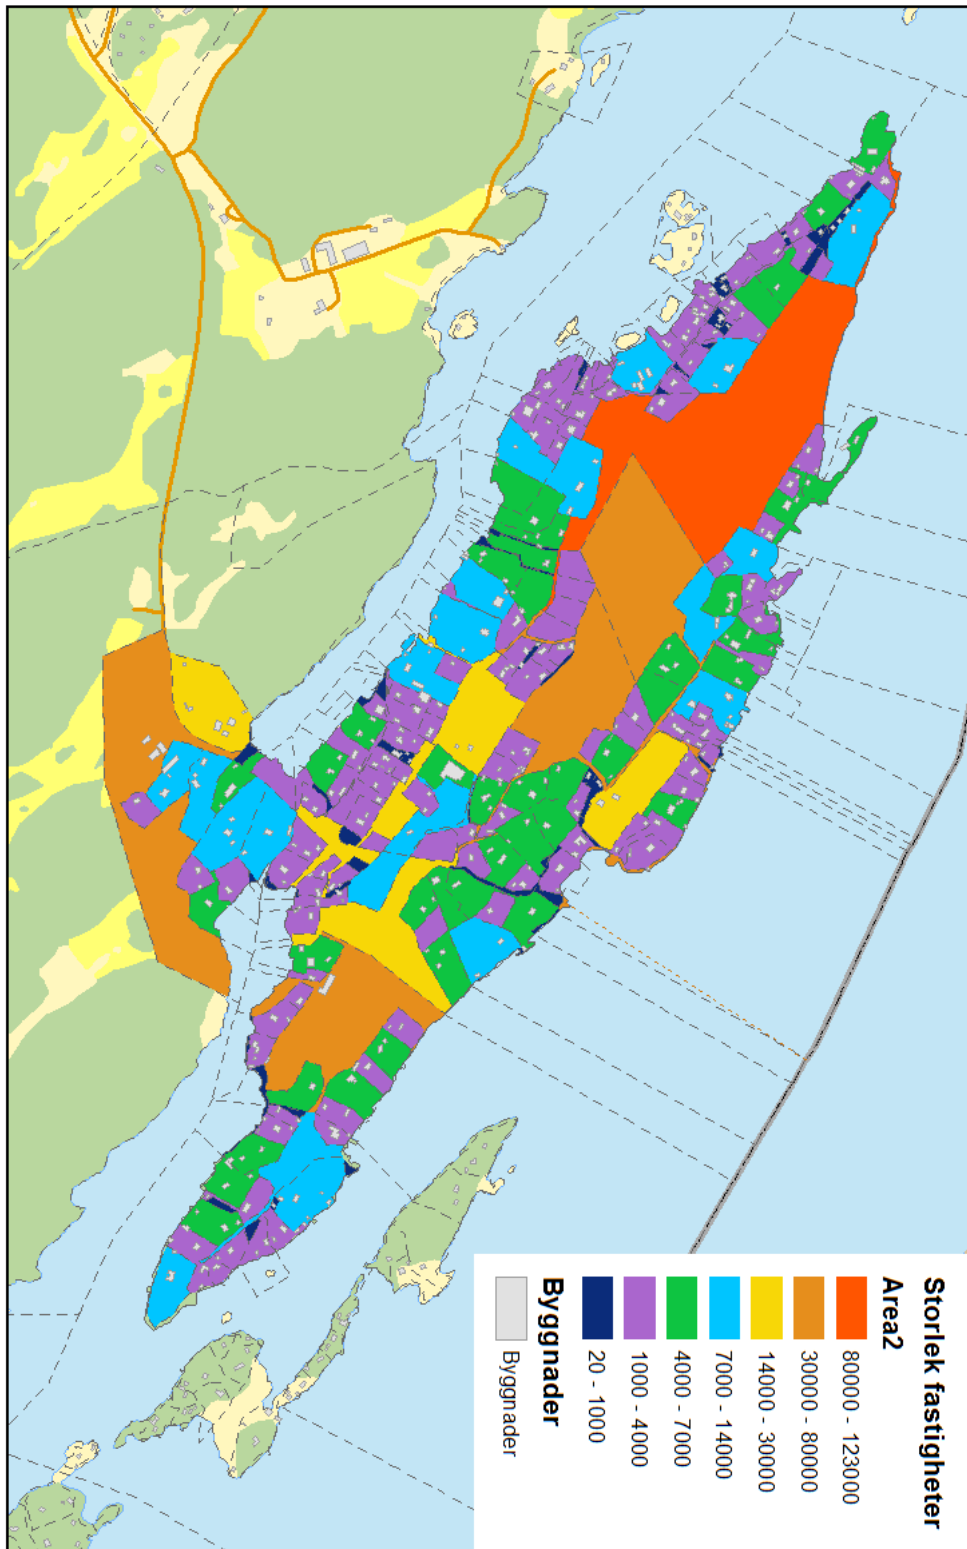 Storlek fastigheter
Area2
80000 - 123000
30000 - 80000
14000 - 30000
7000 - 14000
4000 - 7000
1000 - 4000
20 - 1000
Byggnader
Byggnader